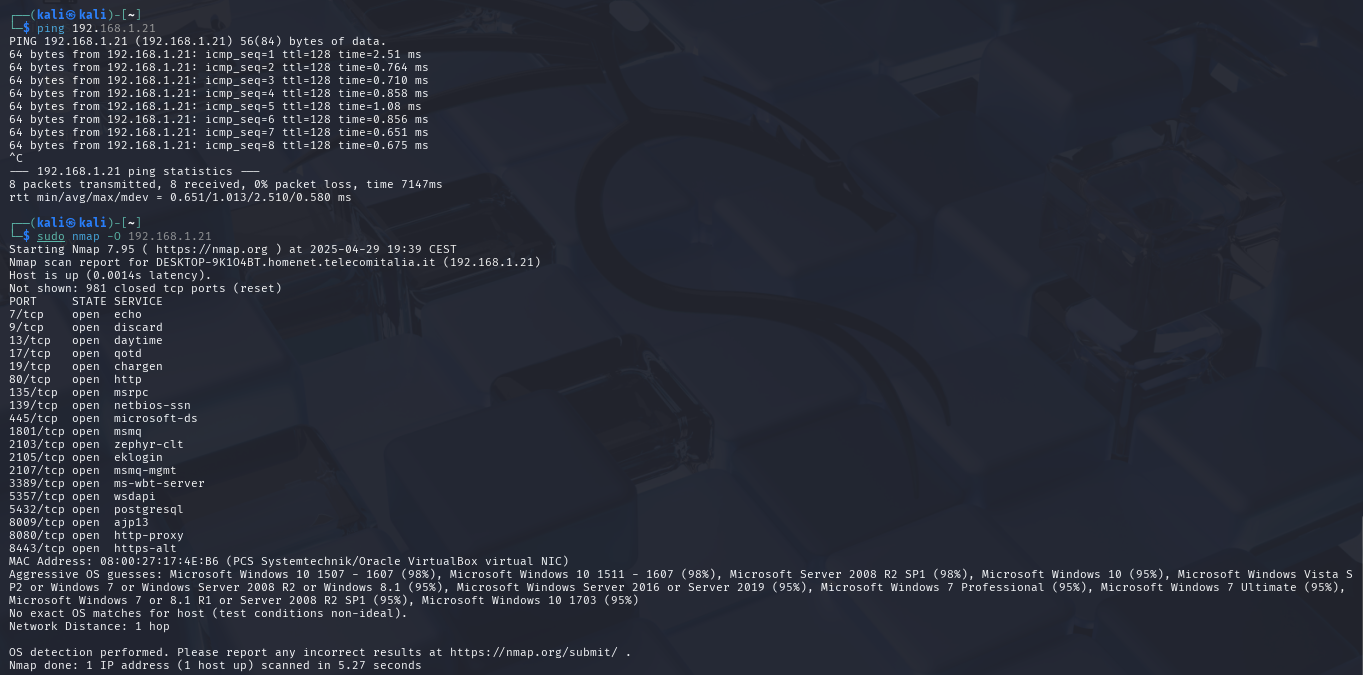 ┌──(kali㉿kali)-[~]
└─$ ping 192.168.1.21
PING 192.168.1.21 (192.168.1.21) 56(84) bytes of data.
64 bytes from 192.168.1.21: icmp_seq=1 ttl=128 time=2.51 ms
64 bytes from 192.168.1.21: icmp_seq=2 ttl=128 time=0.764 ms
64 bytes from 192.168.1.21: icmp_seq=3 ttl=128 time=0.710 ms
64 bytes from 192.168.1.21: icmp_seq=4 ttl=128 time=0.858 ms
64 bytes from 192.168.1.21: icmp_seq=5 ttl=128 time=1.08 ms
64 bytes from 192.168.1.21: icmp_seq=6 ttl=128 time=0.856 ms
64 bytes from 192.168.1.21: icmp_seq=7 ttl=128 time=0.651 ms
64 bytes from 192.168.1.21: icmp_seq=8 ttl=128 time=0.675 ms
^C
--- 192.168.1.21 ping statistics ---
8 packets transmitted, 8 received, 0% packet loss, time 7147ms
rtt min/avg/max/mdev = 0.651/1.013/2.510/0.580 ms
┌──(kali㉿kali)-[~]
└─$ sudo nmap -O 192.168.1.21
Starting Nmap 7.95 ( https://nmap.org ) at 2025-04-29 19:39 CEST
Nmap scan report for DESKTOP-9K1O4BT.homenet.telecomitalia.it (192.168.1.21)
Host is up (0.0014s latency).
Not shown: 981 closed tcp ports (reset)
PORT     STATE SERVICE
7/tcp    open  echo
9/tcp    open  discard
13/tcp   open  daytime
17/tcp   open  qotd
19/tcp   open  chargen
80/tcp   open  http
135/tcp  open  msrpc
139/tcp  open  netbios-ssn
445/tcp  open  microsoft-ds
1801/tcp open  msmq
2103/tcp open  zephyr-clt
2105/tcp open  eklogin
2107/tcp open  msmq-mgmt
3389/tcp open  ms-wbt-server
5357/tcp open  wsdapi
5432/tcp open  postgresql
8009/tcp open  ajp13
8080/tcp open  http-proxy
8443/tcp open  https-alt
MAC Address: 08:00:27:17:4E:B6 (PCS Systemtechnik/Oracle VirtualBox virtual NIC)
Aggressive OS guesses: Microsoft Windows 10 1507 - 1607 (98%), Microsoft Windows 10 1511 - 1607 (98%), Microsoft Server 2008 R2 SP1 (98%), Microsoft Windows 10 (95%), Microsoft Windows Vista S
P2 or Windows 7 or Windows Server 2008 R2 or Windows 8.1 (95%), Microsoft Windows Server 2016 or Server 2019 (95%), Microsoft Windows 7 Professional (95%), Microsoft Windows 7 Ultimate (95%),
Microsoft Windows 7 or 8.1 R1 or Server 2008 R2 SP1 (95%), Microsoft Windows 10 1703 (95%)
No exact OS matches for host (test conditions non-ideal).
Network Distance: 1 hop
OS detection performed. Please report any incorrect results at https://nmap.org/submit/ .
Nmap done: 1 IP address (1 host up) scanned in 5.27 seconds